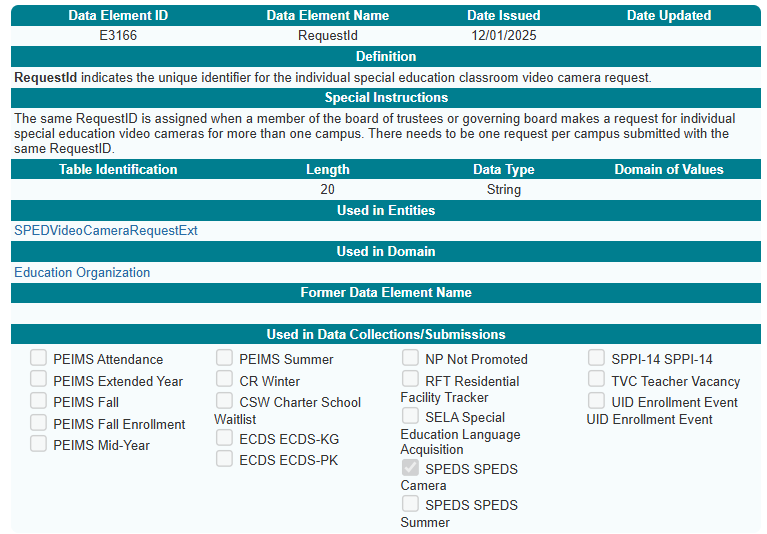 Data Element ID Data Element Name Date Issued Date Updated
E3166 RequestId 12/01/2025
Definition
RequestId indicates the unique identifier for the individual special education classroom video camera request.
Special Instructions
The same RequestID is assigned when a member of the board of trustees or governing board makes a request for individual
special education video cameras for more than one campus. There needs to be one request per campus submitted with the
same RequestID.
Table Identification Length Data Type Domain of Values
20 String
Used in Entities
SPEDVideoCameraRequestExt
Used in Domain
Education Organization
Former Data Element Name
Used in Data Collections/Submissions
PEIMS Attendance
PEIMS Extended Year
PEIMS Fall
PEIMS Fall Enrollment
PEIMS Mid-Year
PEIMS Summer
CR Winter
CSW Charter School
Waitlist
ECDS ECDS-KG
ECDS ECDS-PK
NP Not Promoted
RFT Residential
Facility Tracker
SELA Special
Education Language
Acquisition
SPEDS SPEDS
Camera
SPEDS SPEDS
Summer
SPPI-14 SPPI-14
TVC Teacher Vacancy
UID Enrollment Event
UID Enrollment Event